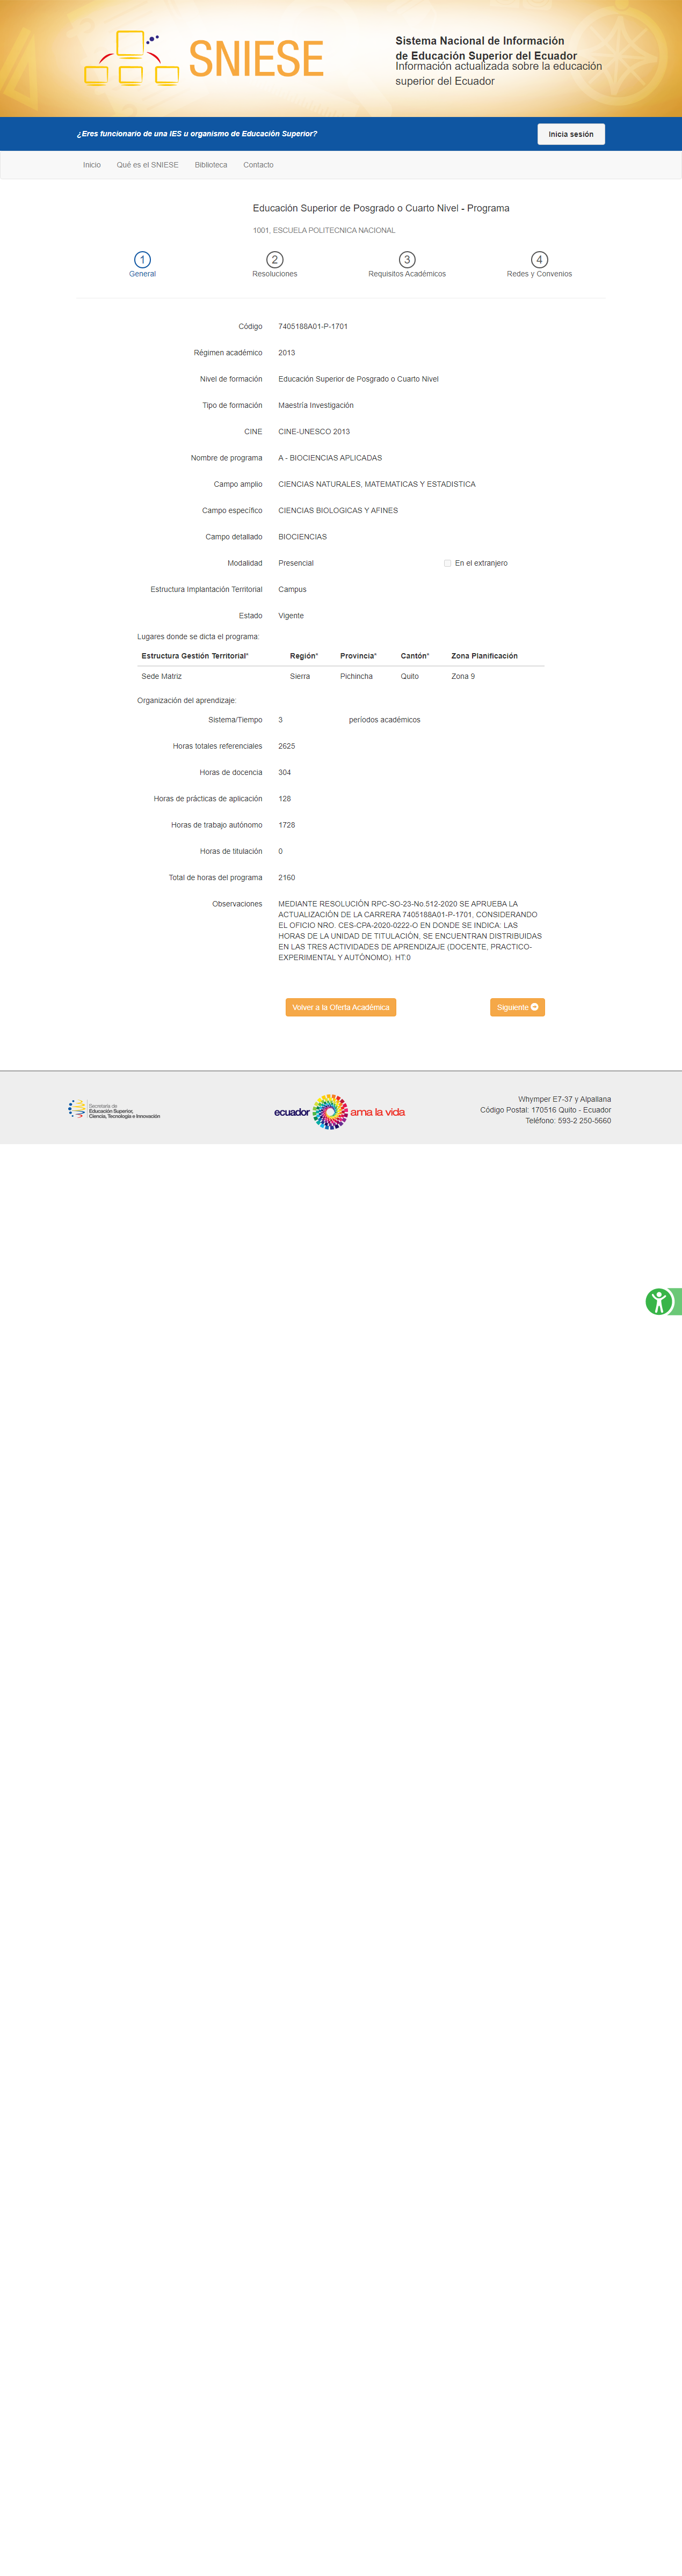 SNIESE
Sistema Nacional de Información
de Educación Superior del Ecuador
Información actualizada sobre la educación
superior del Ecuador
¿Eres funcionario de una IES u organismo de Educación Superior?
Inicia sesión
Inicio Qué es el SNIESE Biblioteca Contacto
Educación Superior de Posgrado o Cuarto Nivel - Programa
1001, ESCUELA POLITECNICA NACIONAL
1 2 3 4
General Resoluciones Requisitos Académicos Redes y Convenios
Código 7405188A01-P-1701
Régimen académico 2013
Nivel de formación Educación Superior de Posgrado o Cuarto Nivel
Tipo de formación Maestría Investigación
CINE CINE-UNESCO 2013
Nombre de programa A - BIOCIENCIAS APLICADAS
Campo amplio CIENCIAS NATURALES, MATEMATICAS Y ESTADISTICA
Campo específico CIENCIAS BIOLOGICAS Y AFINES
Campo detallado BIOCIENCIAS
Modalidad Presencial En el extranjero
Estructura Implantación Territorial Campus
Estado Vigente
Lugares donde se dicta el programa:
Estructura Gestión Territorial* Región* Provincia* Cantón* Zona Planificación
Sede Matriz Sierra Pichincha Quito Zona 9
Organización del aprendizaje:
Sistema/Tiempo 3 períodos académicos
Horas totales referenciales 2625
Horas de docencia 304
Horas de prácticas de aplicación 128
Horas de trabajo autónomo 1728
Horas de titulación 0
Total de horas del programa 2160
Observaciones MEDIANTE RESOLUCIÓN RPC-SO-23-No.512-2020 SE APRUEBA LA
ACTUALIZACIÓN DE LA CARRERA 7405188A01-P-1701, CONSIDERANDO
EL OFICIO NRO. CES-CPA-2020-0222-O EN DONDE SE INDICA: LAS
HORAS DE LA UNIDAD DE TITULACIÓN, SE ENCUENTRAN DISTRIBUIDAS
EN LAS TRES ACTIVIDADES DE APRENDIZAJE (DOCENTE, PRACTICO-
EXPERIMENTAL Y AUTÓNOMO). HT:0
Volver a la Oferta Académica Siguiente
Secretaría de
Educación Superior,
Ciencia, Tecnología e Innovación
ecuador ama la vida
Whymper E7-37 y Alpallana
Código Postal: 170516 Quito - Ecuador
Teléfono: 593-2 250-5660